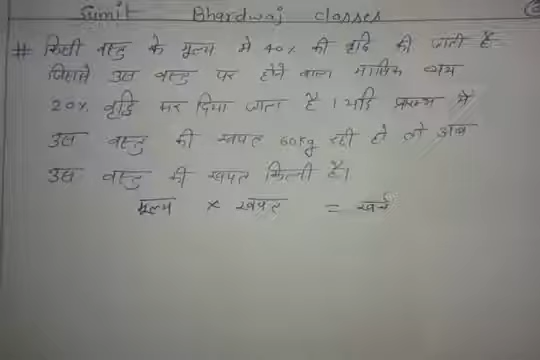 Sumit Bhardwaj classes
# किसी वस्तु के मूल्य मे 40% की वृद्धि की जाती है
जिससे उस वस्तु पर होने वाला मासिक व्यय
20% वृद्धि कर दिया जाता है । यदि प्रारम्भ मे
उस वस्तु की खपत 60kg रही हो तो अब
उस वस्तु की खपत कितनी है।
मूल्य × खपत = खर्च